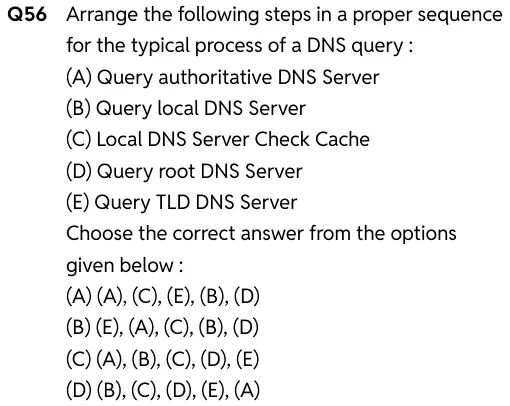 Q56 Arrange the following steps in a proper sequence
for the typical process of a DNS query :
(A) Query authoritative DNS Server
(B) Query local DNS Server
(C) Local DNS Server Check Cache
(D) Query root DNS Server
(E) Query TLD DNS Server
Choose the correct answer from the options
given below :
(A) (A), (C), (E), (B), (D)
(B) (E), (A), (C), (B), (D)
(C) (A), (B), (C), (D), (E)
(D) (B), (C), (D), (E), (A)